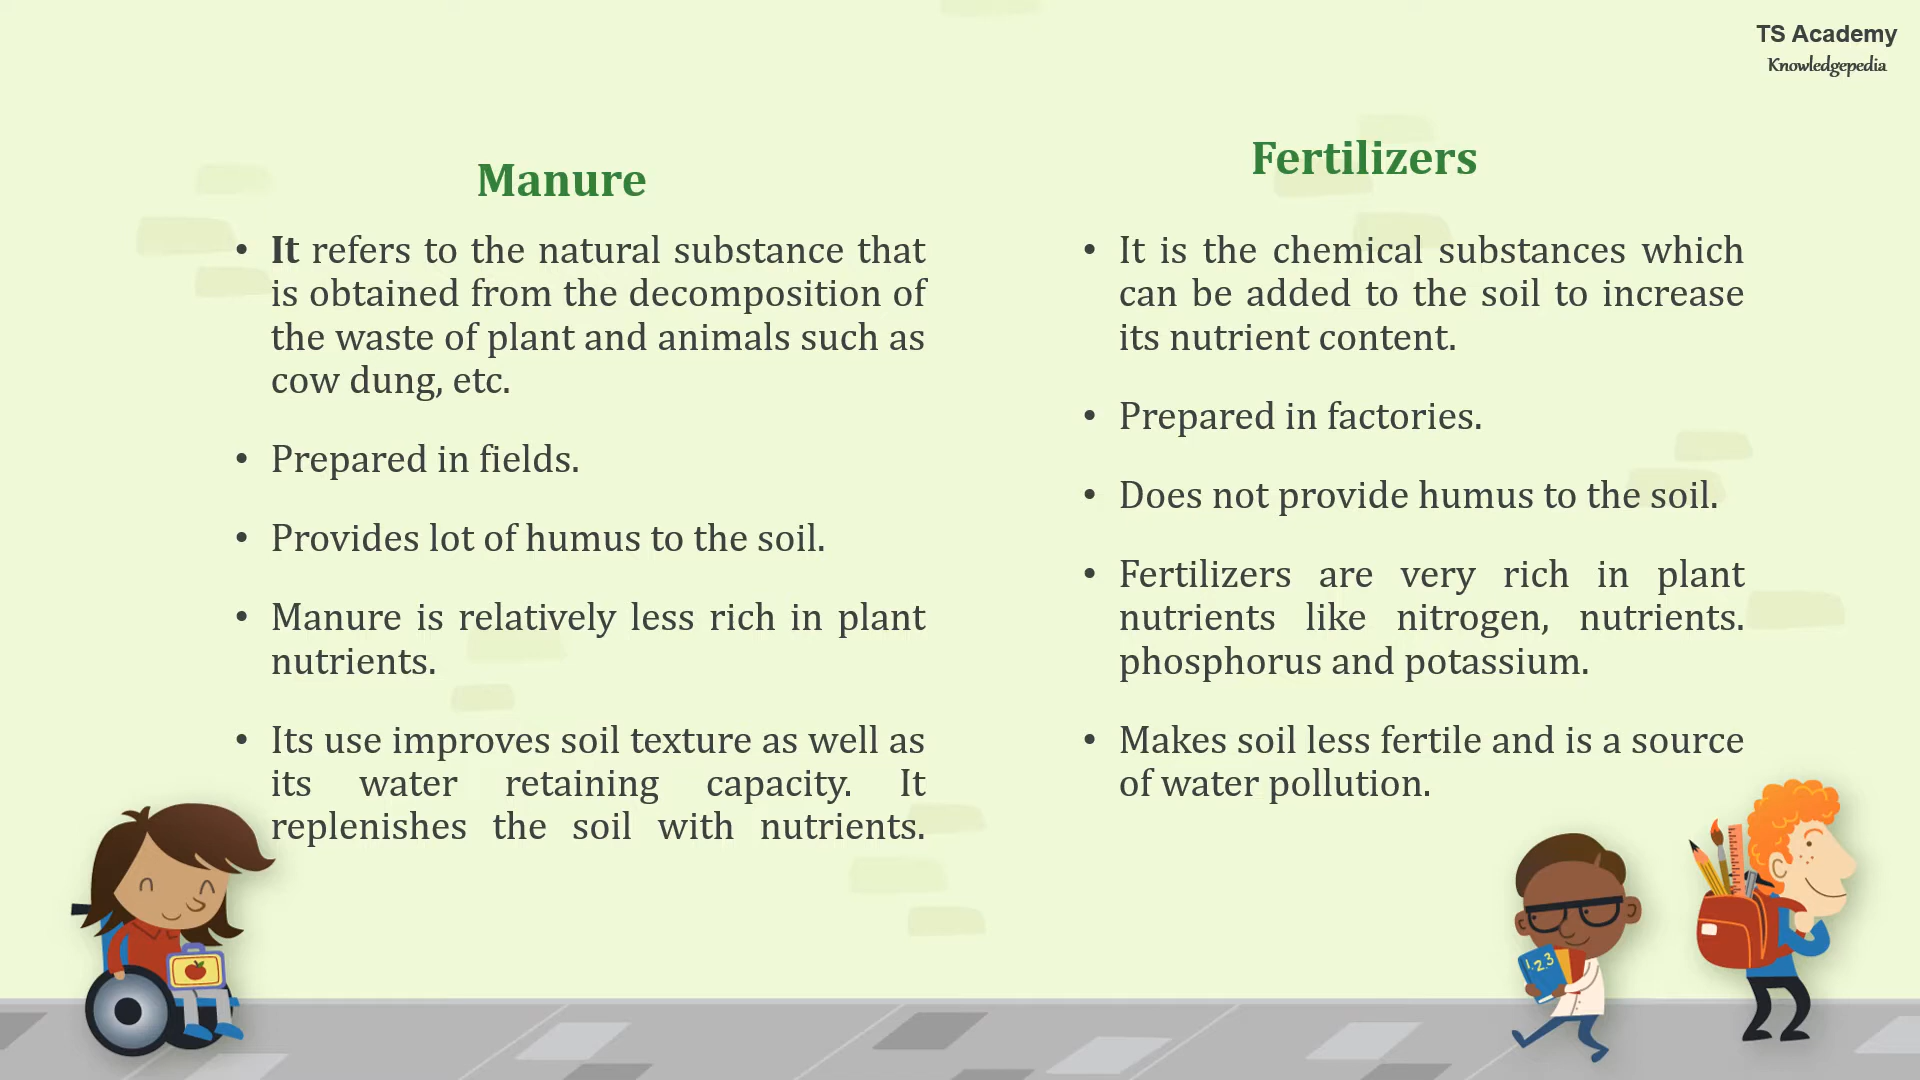 TS Academy
Knowledgepedia
Manure
• It refers to the natural substance that
is obtained from the decomposition of
the waste of plant and animals such as
cow dung, etc.
• Prepared in fields.
• Provides lot of humus to the soil.
• Manure is relatively less rich in plant
nutrients.
• Its use improves soil texture as well as
its water retaining capacity. It
replenishes the soil with nutrients.
Fertilizers
• It is the chemical substances which
can be added to the soil to increase
its nutrient content.
• Prepared in factories.
• Does not provide humus to the soil.
• Fertilizers are very rich in plant
nutrients like nitrogen, nutrients.
phosphorus and potassium.
• Makes soil less fertile and is a source
of water pollution.
1.2.3